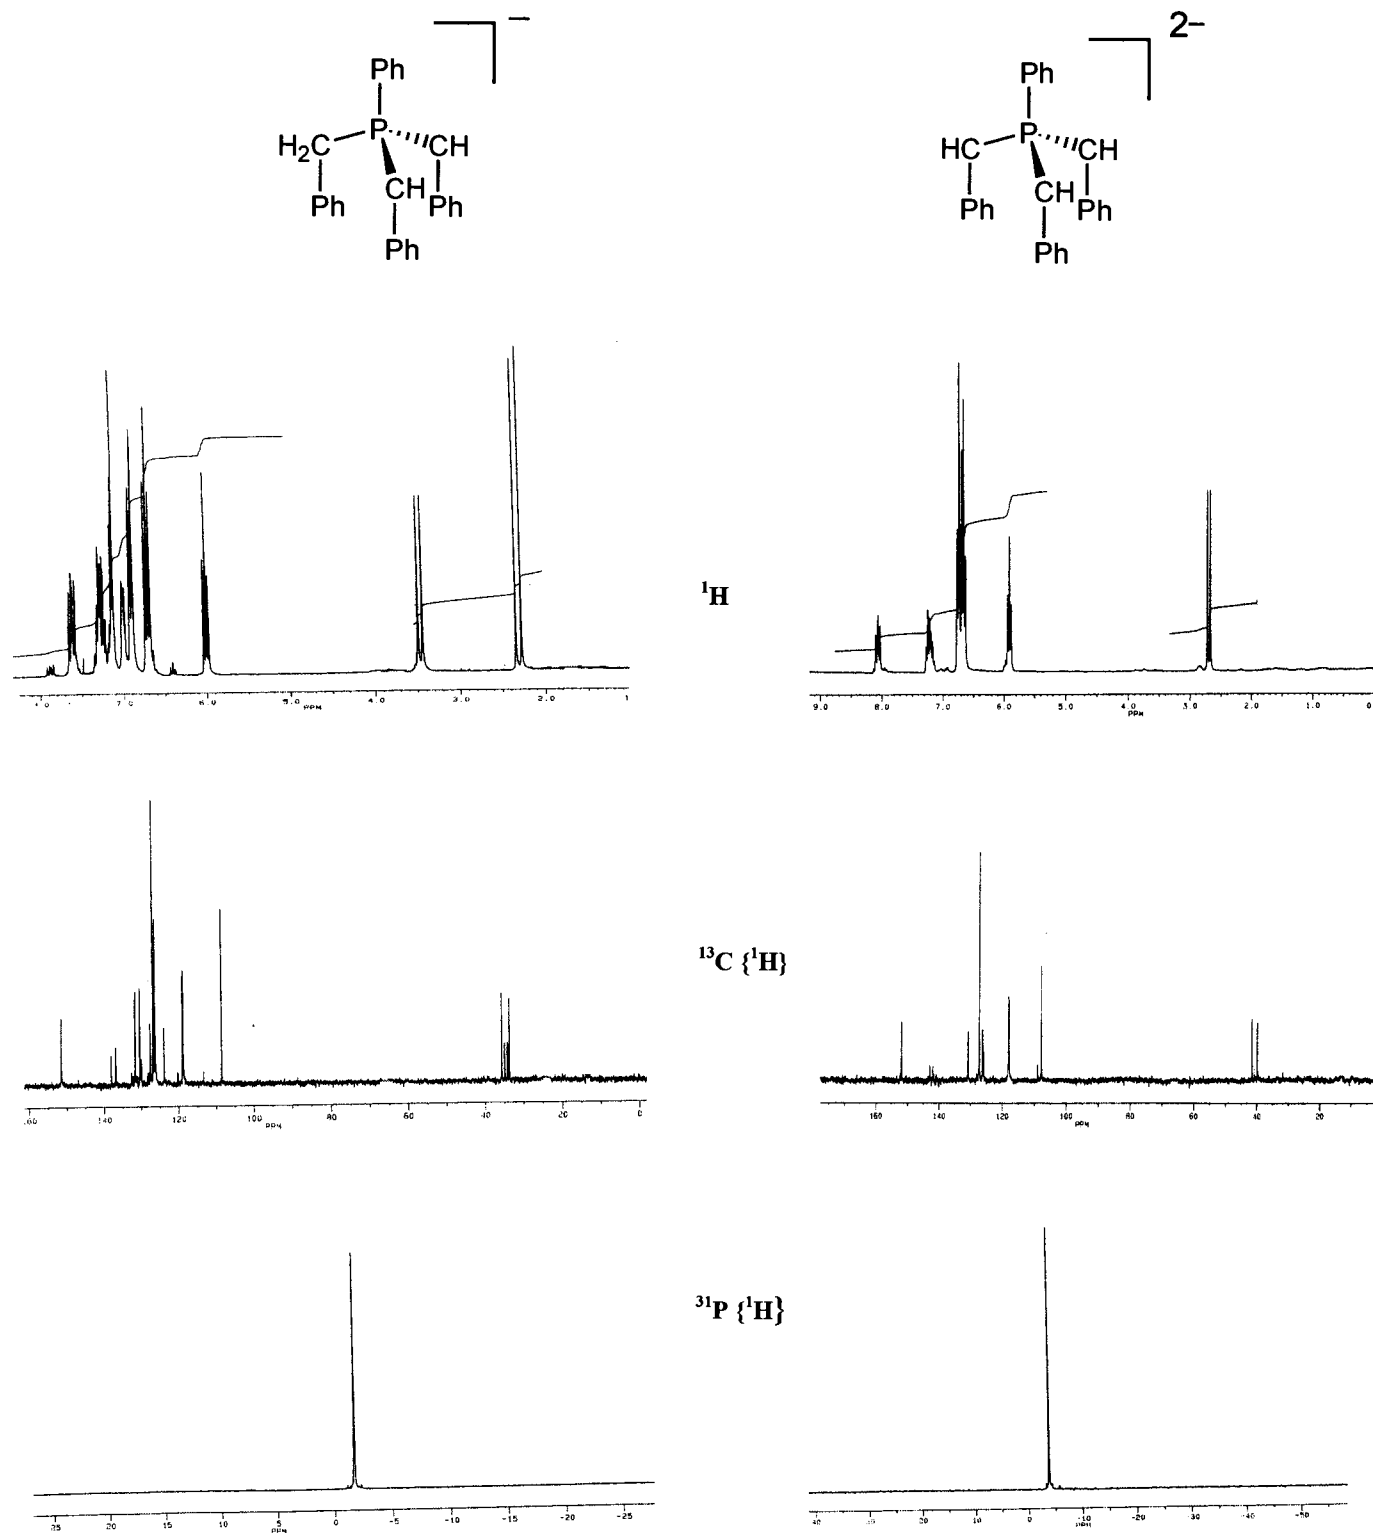 − 2−
Ph Ph
H₂C P CH HC P CH
CH CH
Ph Ph Ph Ph
Ph Ph
¹H
7.0 6.0 5.0 4.0 3.0 2.0 1
PPM
9.0 8.0 7.0 6.0 5.0 4.0 3.0 2.0 1.0 0
PPM
¹³C {¹H}
140 120 100 80 60 40 20 0
PPM
160 140 120 100 80 60 40 20
PPM
³¹P {¹H}
25 20 15 10 5 0 -5 -10 -15 -20 -25
PPM
40 30 20 10 0 -10 -20 -30 -40 -50
PPM